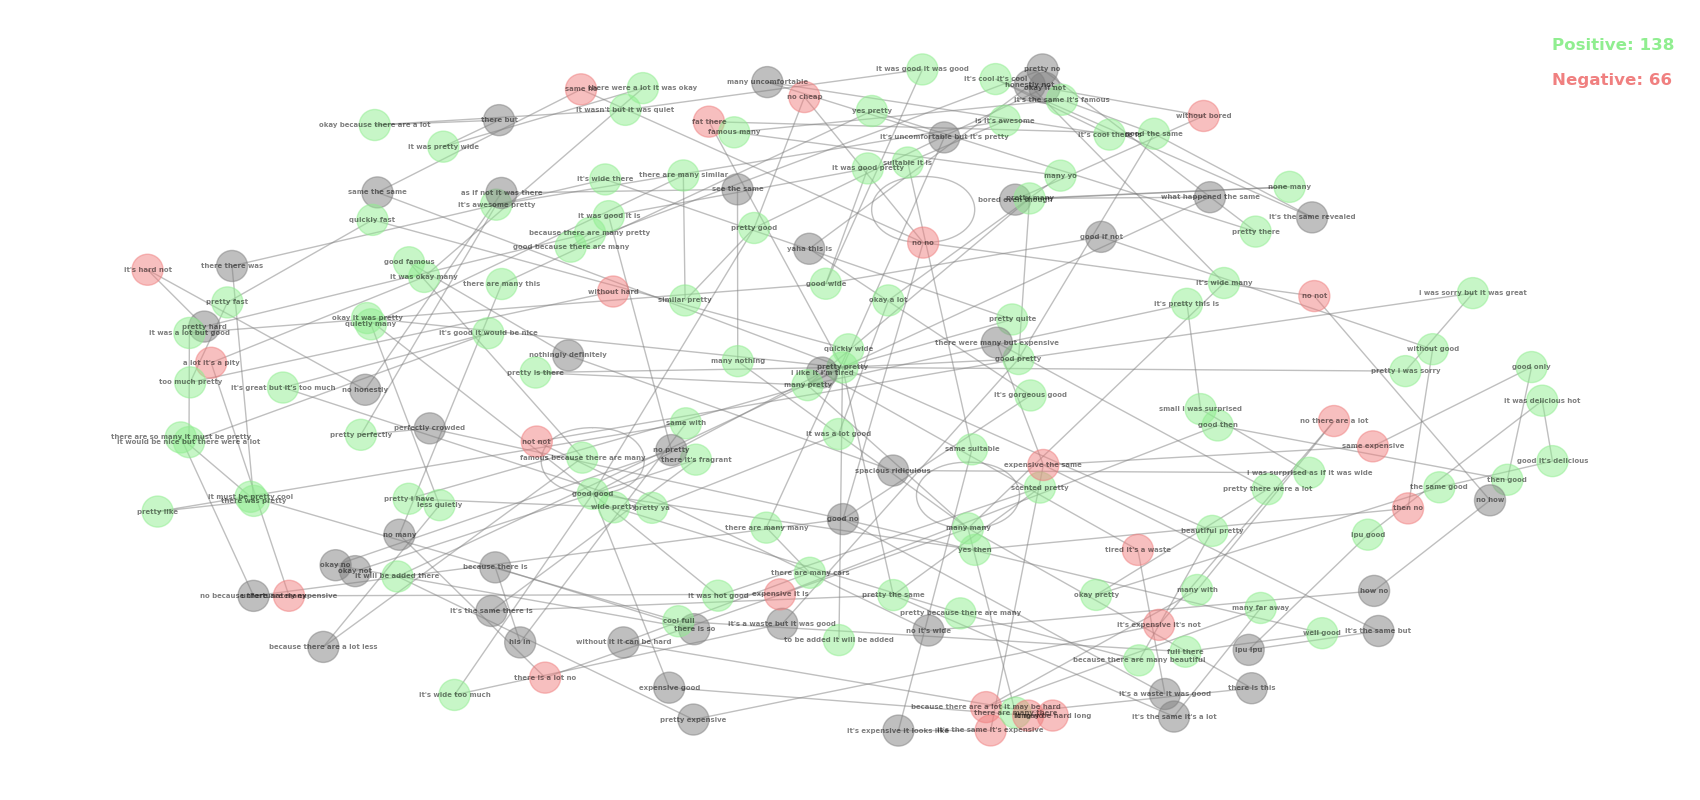 Positive: 138
Negative: 66
pretty no
it was good it was good
it's cool it's cool
many uncomfortable
honestly not
okay if not
same no
there were a lot it was okay
no cheap
it's the same it's famous
it wasn't but it was quiet
yes pretty
without bored
there but
fat there
is it's awesome
okay because there are a lot
famous many
it's uncomfortable but it's pretty
good the same
it was pretty wide
suitable it is
it was good pretty
there are many similar
many yo
it's wide there
see the same
none many
same the same
as if not it was there
what happened the same
pretty many
it's awesome pretty
it was good it is
it's the same revealed
quickly fast
pretty good
pretty there
because there are many pretty
good if not
no no
good because there are many
yaha this is
good famous
there there was
it's hard not
it was okay many
there are many this
good wide
it's wide many
without hard
i was sorry but it was great
no not
pretty fast
similar pretty
okay a lot
it's pretty this is
okay it was pretty
pretty quite
quietly many
pretty hard
it was a lot but good
it's good it would be nice
there were many but expensive
quickly wide
without good
nothingly definitely
good pretty
a lot it's a pity
many nothing
pretty pretty
good only
pretty is there
i like it i'm tired
pretty i was sorry
too much pretty
many pretty
it's great but it's too much
no honestly
it's gorgeous good
it was delicious hot
small i was surprised
no there are a lot
same with
good then
perfectly crowded
pretty perfectly
it was a lot good
there are so many it must be pretty
it would be nice but there were a lot
not not
same expensive
no pretty
same suitable
famous because there are many
there it's fragrant
good it's delicious
expensive the same
spacious ridiculous
i was surprised as if it was wide
then good
scented pretty
pretty there were a lot
the same good
good good
it must be pretty cool
there was pretty
pretty i have
no how
less quietly
wide pretty
pretty ya
then no
pretty like
good no
there are many many
many many
beautiful pretty
no many
ipu good
yes then
tired it's a waste
okay no
because there is
okay not
there are many cars
it will be added there
many with
how no
expensive it is
pretty the same
okay pretty
it was hot good
many far away
it's the same there is
pretty because there are many
cool full
it's a waste but it was good
it's expensive it's not
there is so
no it's wide
well good
it's the same but
his in
without it it can be hard
to be added it will be added
because there are a lot less
full there
ipu ipu
because there are many beautiful
there is a lot no
expensive good
there is this
it's wide too much
it's a waste it was good
because there are a lot it may be hard
there are many there
it's the same it's a lot
pretty expensive
it's the same it's expensive